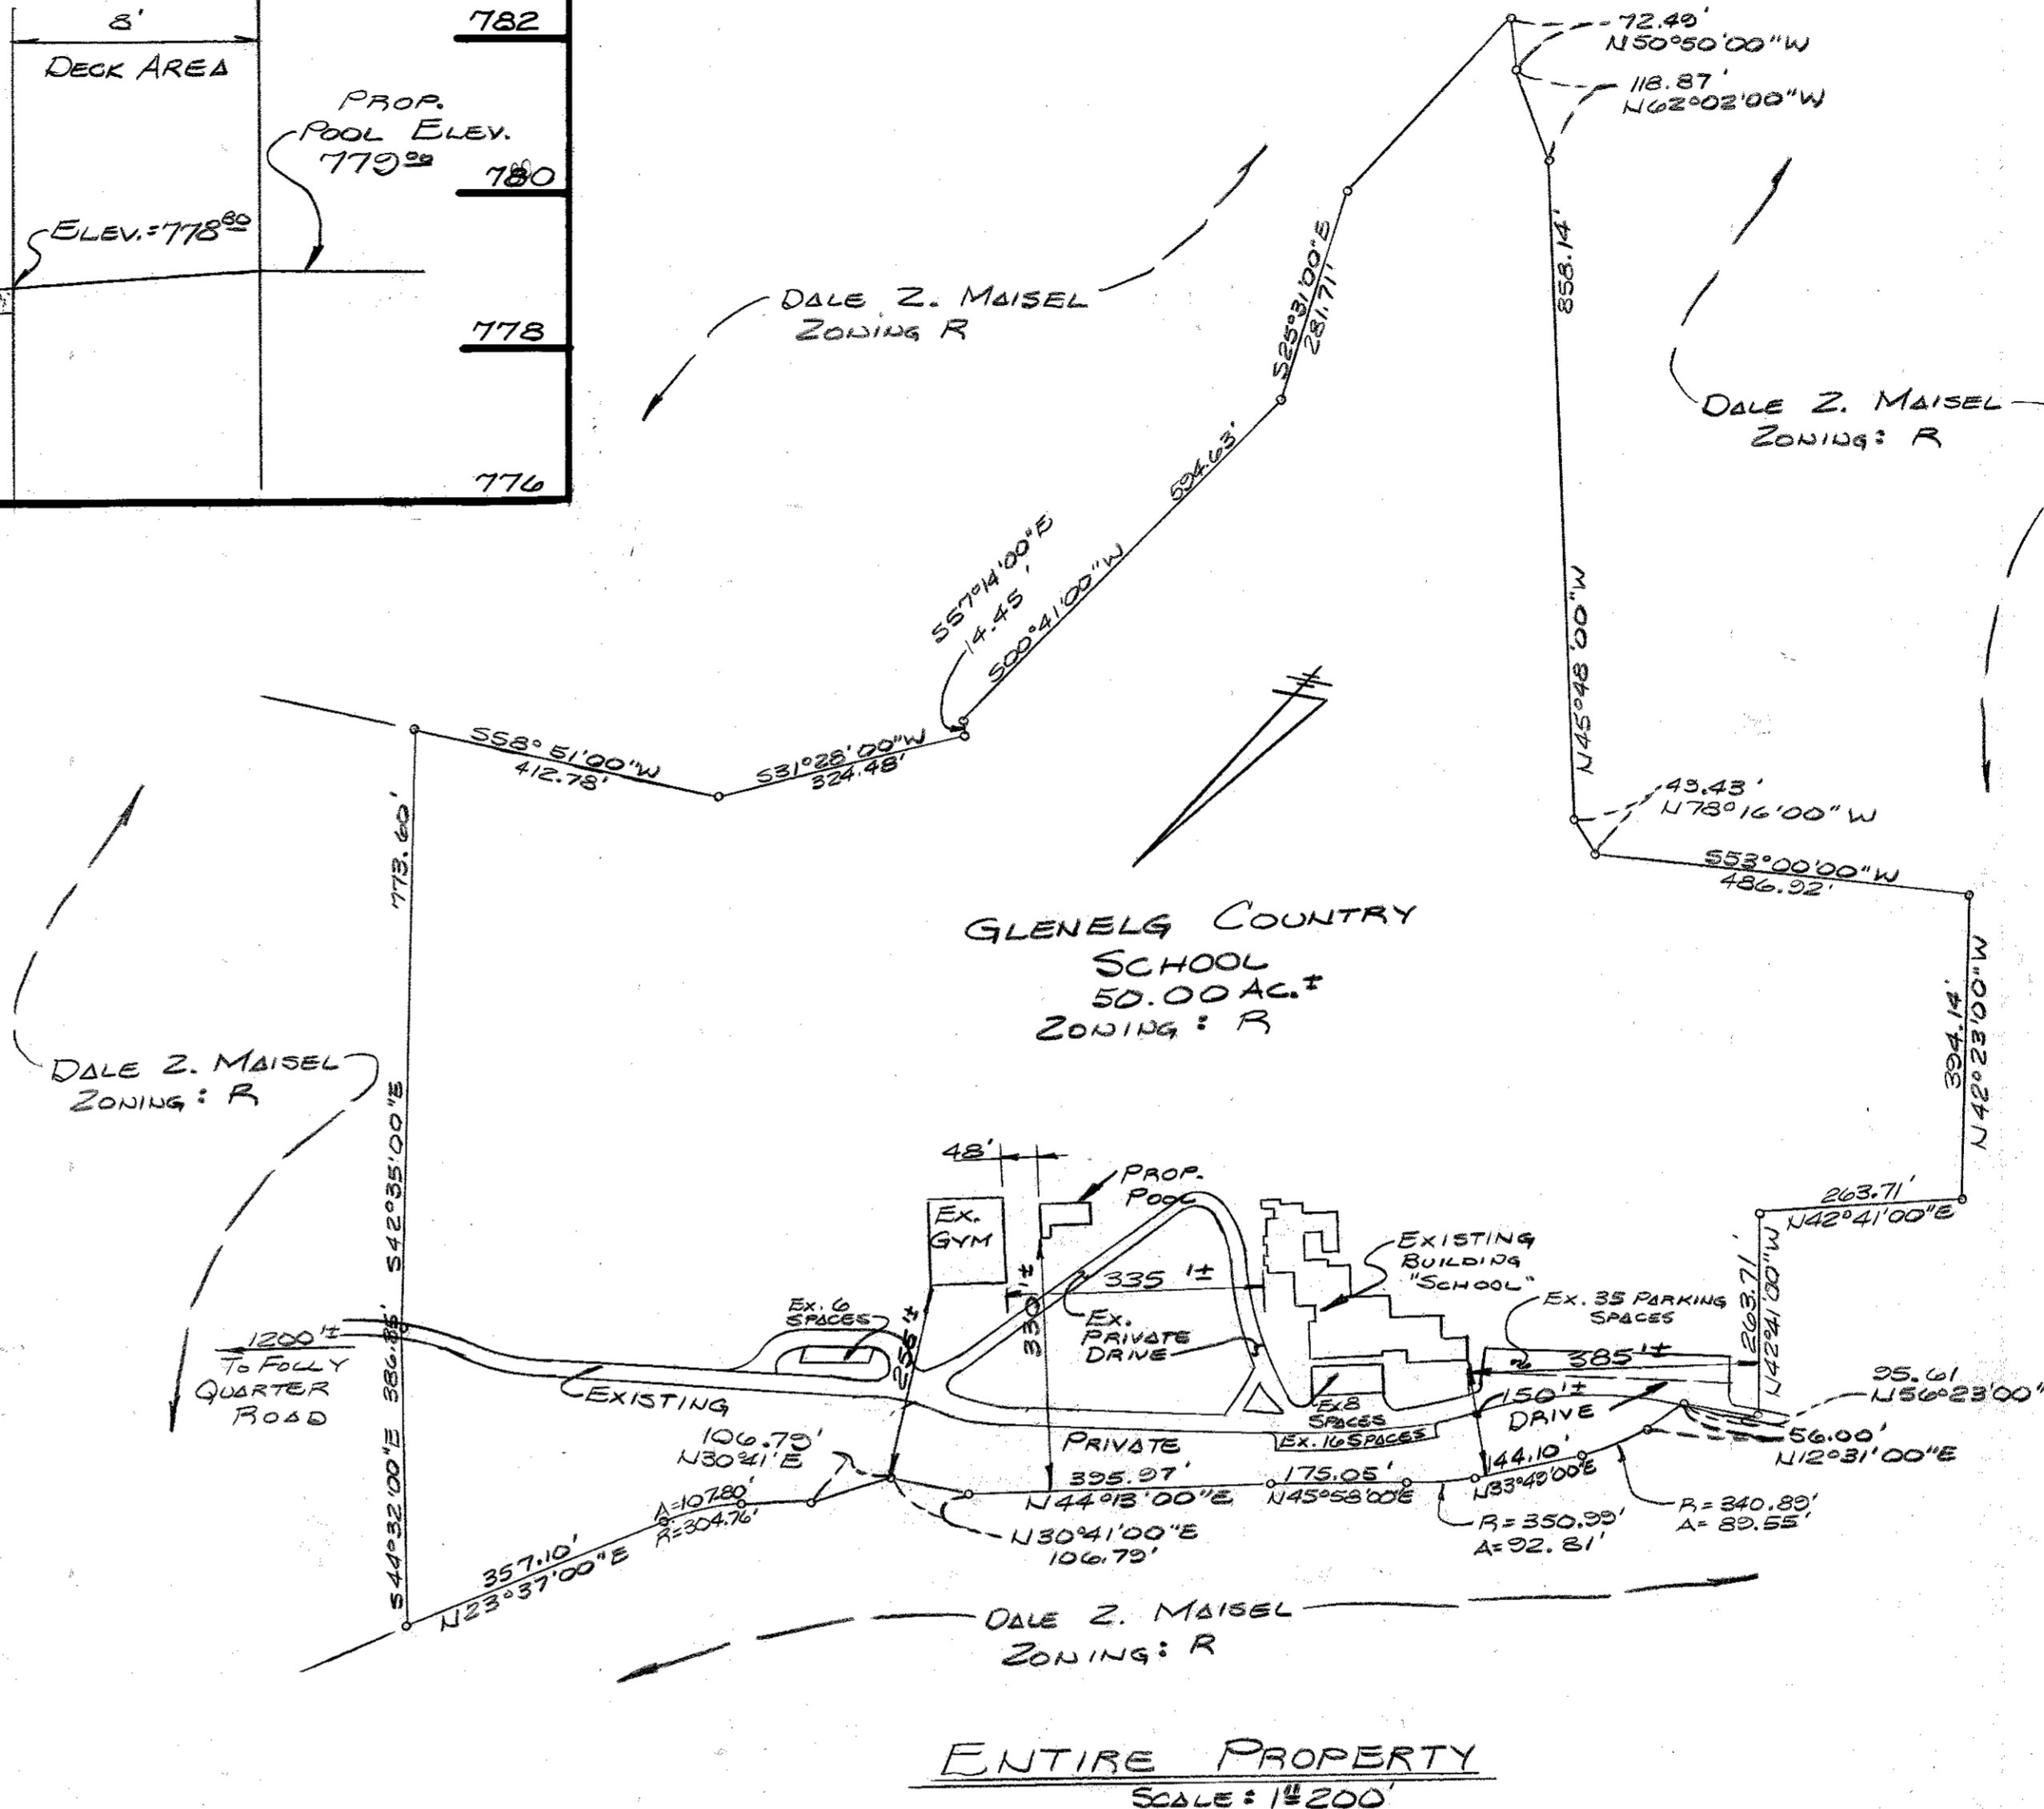 8'
DECK AREA
PROP.
POOL ELEV.
779.00
ELEV.=778.80
782
780
778
776
72.49'
N50°50'00"W
118.87'
N62°02'00"W
858.14'
N45°48'00"W
S25°31'00"E
281.71'
594.63'
S00°41'00"W
S57°14'00"E
14.45'
DALE Z. MAISEL
ZONING R
DALE Z. MAISEL
ZONING: R
S58°51'00"W
412.78'
S31°28'00"W
324.48'
49.43'
N78°16'00"W
S53°00'00"W
486.92'
773.60'
S42°35'00"E
GLENELG COUNTRY
SCHOOL
50.00 AC.±
ZONING: R
394.14'
N42°23'00"W
DALE Z. MAISEL
ZONING: R
48'
PROP.
POOL
EX.
GYM
263.71'
N42°41'00"E
263.71'
N42°41'00"W
EXISTING
BUILDING
"SCHOOL"
335'±
330'±
EX. 6
SPACES
EX.
PRIVATE
DRIVE
EX. 35 PARKING
SPACES
385'±
1200'±
TO FOLLY
QUARTER
ROAD
386.85'
S44°32'00"E
EXISTING
EX 8
SPACES
EX. 16 SPACES
150'±
DRIVE
95.61
N56°23'00"
56.00'
N12°31'00"E
106.79'
N30°41'E
PRIVATE
395.97'
N44°13'00"E
175.05'
N45°58'00"E
144.10'
N33°49'00"E
A=107.80'
R=304.76'
N30°41'00"E
106.79'
R=350.99'
A=92.81'
R=340.89'
A=89.55'
357.10'
N23°37'00"E
DALE Z. MAISEL
ZONING: R
ENTIRE PROPERTY
SCALE: 1"=200'